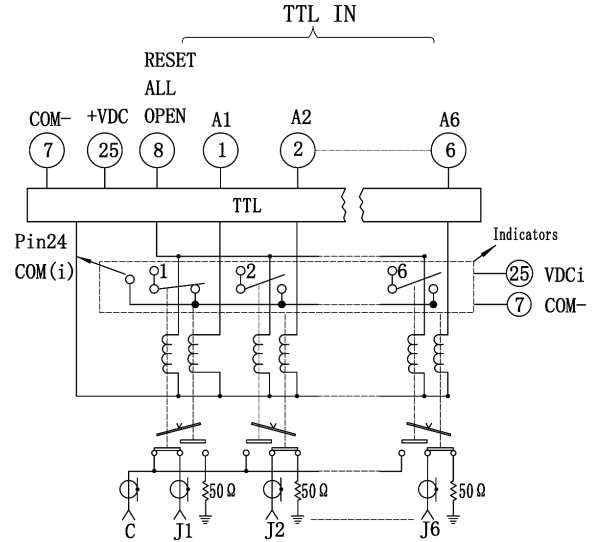 TTL IN
RESET
ALL
OPEN
COM- +VDC A1 A2 A6
7 25 8 1 2 6
TTL
Pin24
COM(i)
Indicators
1 2 6
25 VDCi
7 COM-
50Ω 50Ω 50Ω
C J1 J2 J6